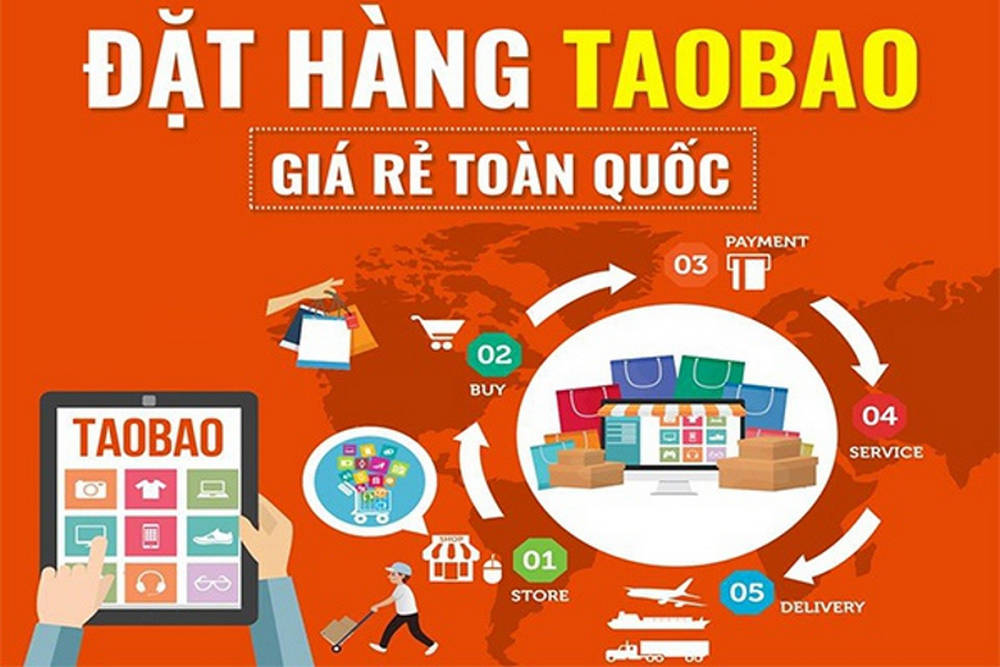 ĐẶT HÀNG TAOBAO
GIÁ RẺ TOÀN QUỐC
03 PAYMENT
02
BUY
TAOBAO
04
SERVICE
SHOP
01
STORE
05 DELIVERY